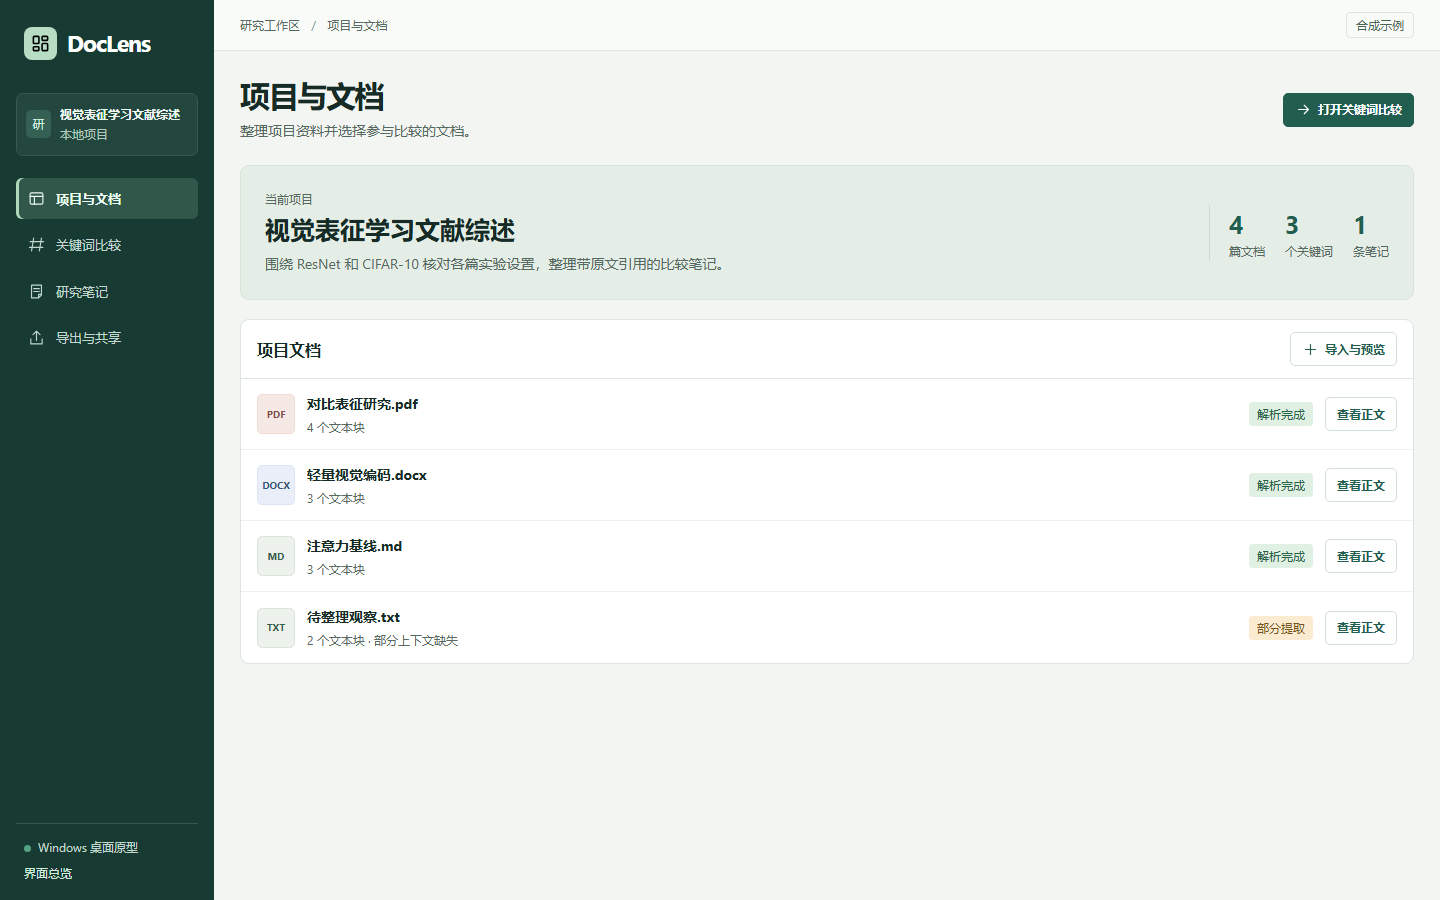 DocLens
研
视觉表征学习文献综述
本地项目
项目与文档
关键词比较
研究笔记
导出与共享
Windows 桌面原型
界面总览
研究工作区 / 项目与文档
合成示例
项目与文档
整理项目资料并选择参与比较的文档。
打开关键词比较
当前项目
视觉表征学习文献综述
围绕 ResNet 和 CIFAR-10 核对各篇实验设置，整理带原文引用的比较笔记。
4
篇文档
3
个关键词
1
条笔记
项目文档
导入与预览
PDF
对比表征研究.pdf
4 个文本块
解析完成
查看正文
DOCX
轻量视觉编码.docx
3 个文本块
解析完成
查看正文
MD
注意力基线.md
3 个文本块
解析完成
查看正文
TXT
待整理观察.txt
2 个文本块 · 部分上下文缺失
部分提取
查看正文